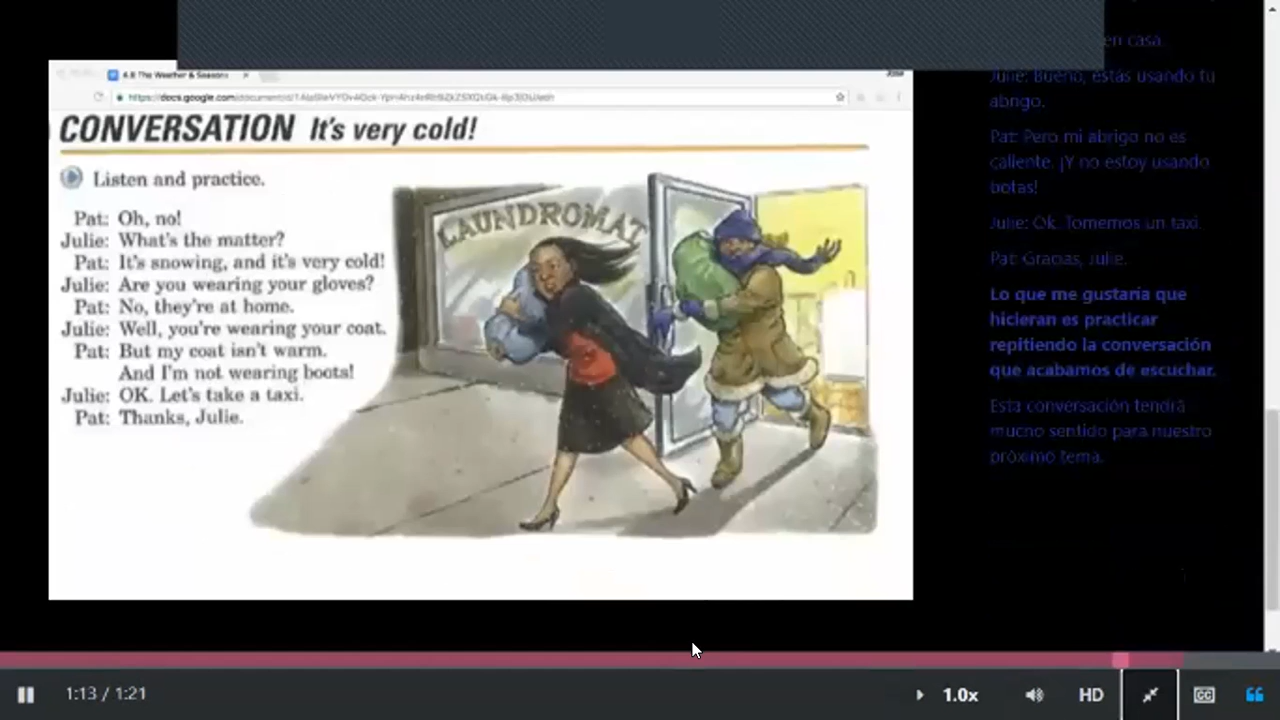 4.8 The Weather & Seasons
CONVERSATION It's very cold!
Listen and practice.
Pat: Oh, no!
Julie: What's the matter?
Pat: It's snowing, and it's very cold!
Julie: Are you wearing your gloves?
Pat: No, they're at home.
Julie: Well, you're wearing your coat.
Pat: But my coat isn't warm.
And I'm not wearing boots!
Julie: OK. Let's take a taxi.
Pat: Thanks, Julie.
LAUNDROMAT
en casa.
Julie: Bueno, estás usando tu
abrigo.
Pat: Pero mi abrigo no es
caliente. ¡Y no estoy usando
botas!
Julie: Ok. Tomemos un taxi.
Pat: Gracias, Julie.
Lo que me gustaría que
hicieran es practicar
repitiendo la conversación
que acabamos de escuchar.
Esta conversación tendrá
mucho sentido para nuestro
próximo tema.
1:13 / 1:21
1.0x
HD
CC